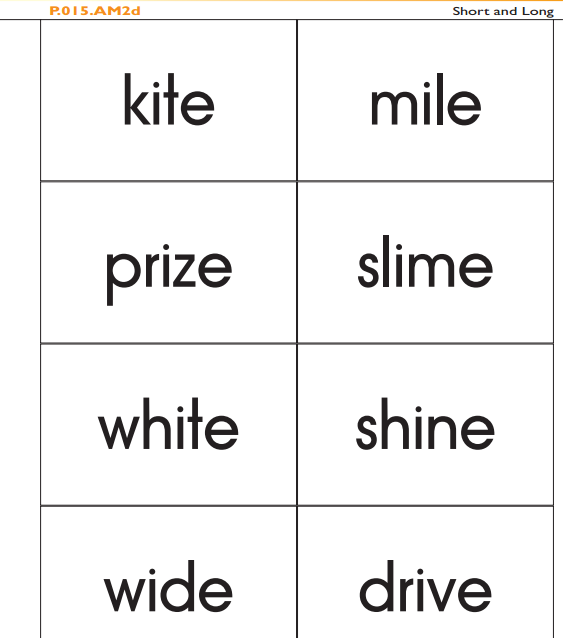 P.015.AM2d Short and Long
kite mile
prize slime
white shine
wide drive